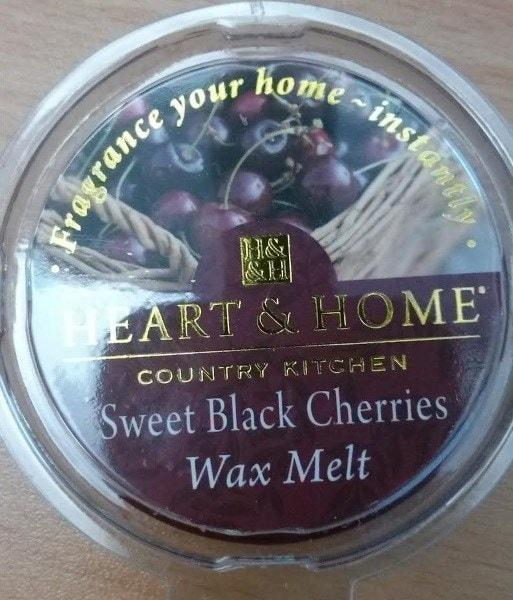 Fragrance your home ~ instantly
H&
&H
HEART & HOME
COUNTRY KITCHEN
Sweet Black Cherries
Wax Melt